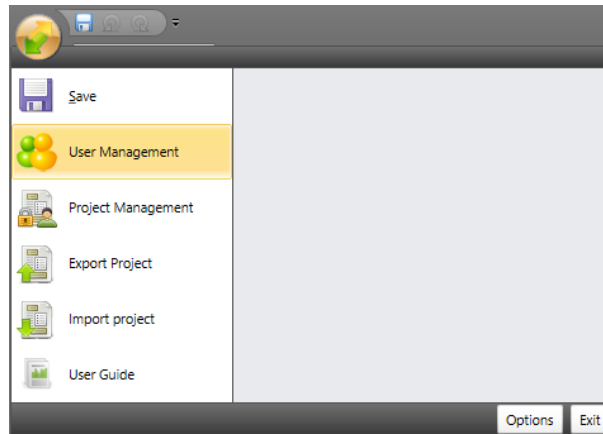 Save
User Management
Project Management
Export Project
Import project
User Guide
Options Exit